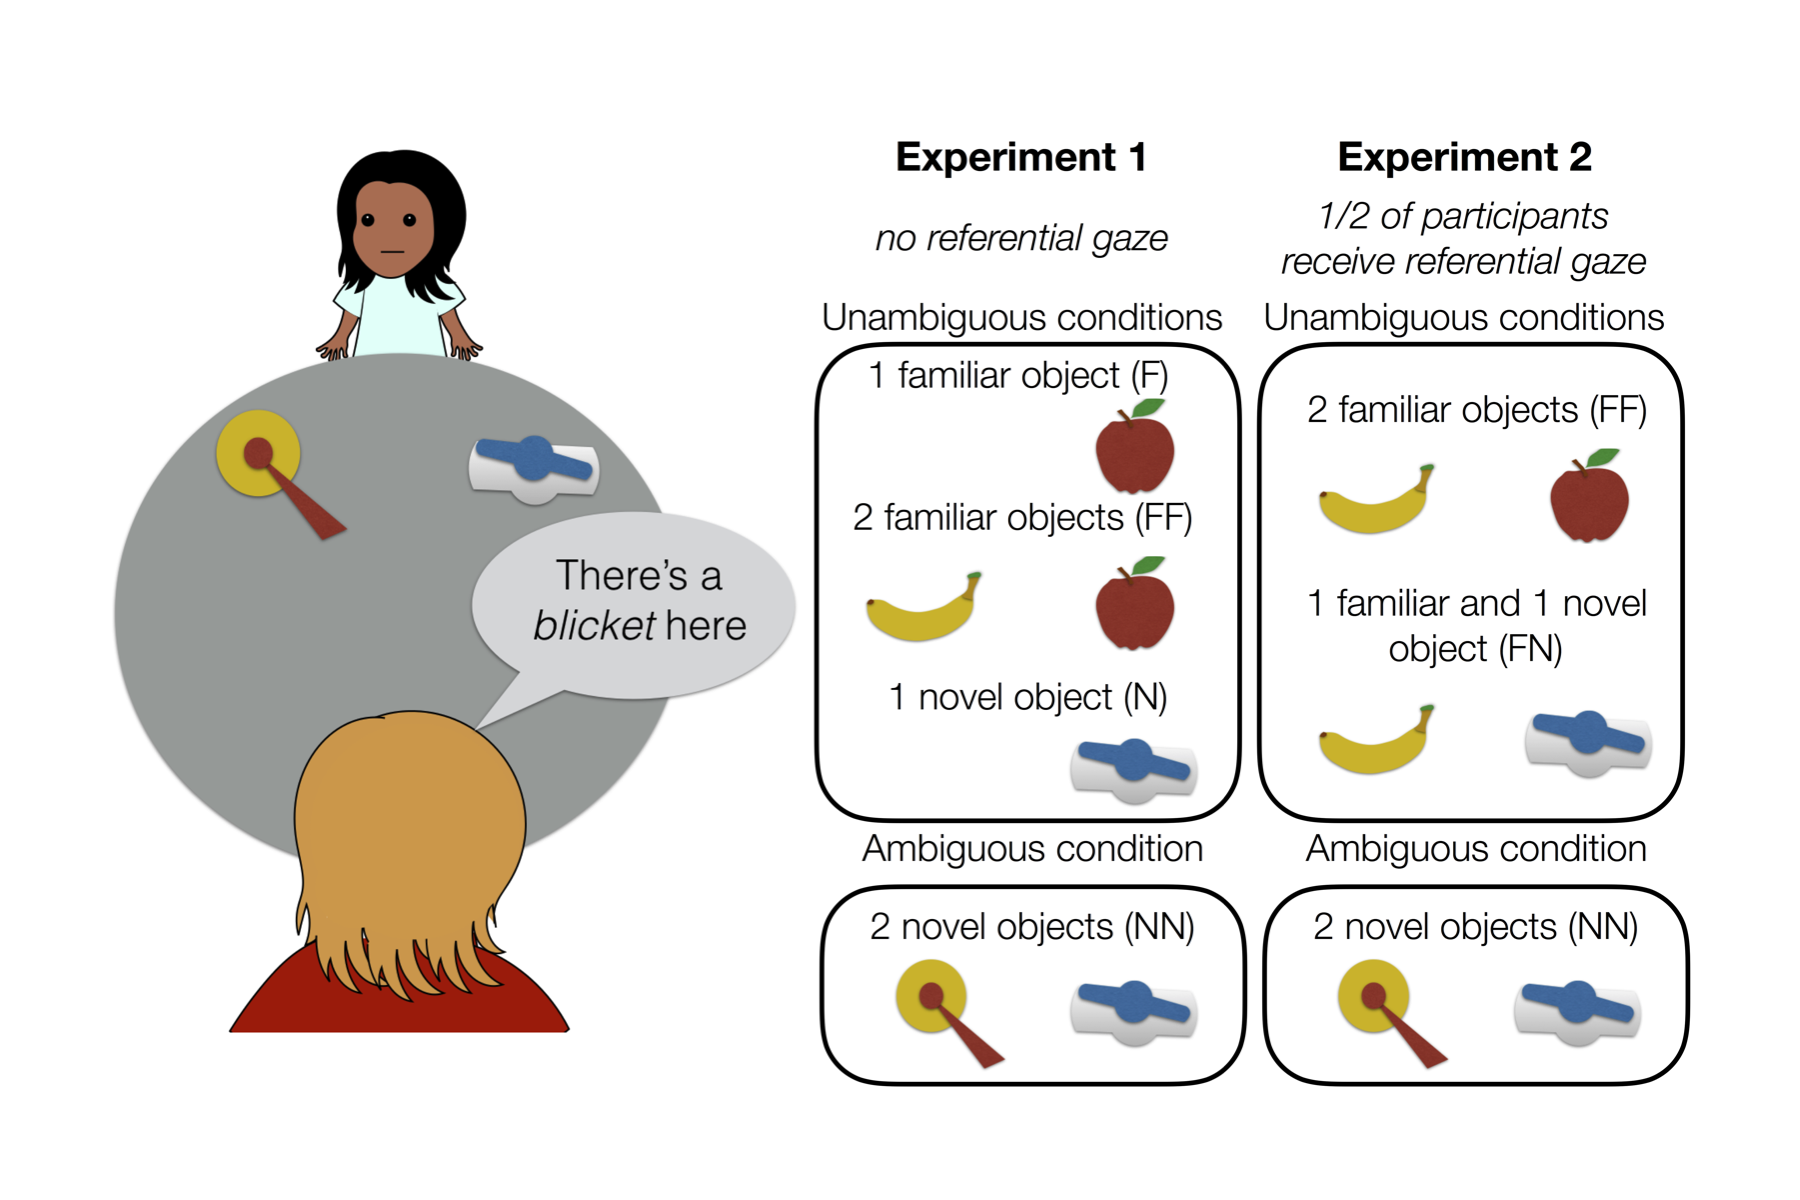 There's a
blicket here
Experiment 1
no referential gaze
Unambiguous conditions
1 familiar object (F)
2 familiar objects (FF)
1 novel object (N)
Ambiguous condition
2 novel objects (NN)
Experiment 2
1/2 of participants
receive referential gaze
Unambiguous conditions
2 familiar objects (FF)
1 familiar and 1 novel
object (FN)
Ambiguous condition
2 novel objects (NN)